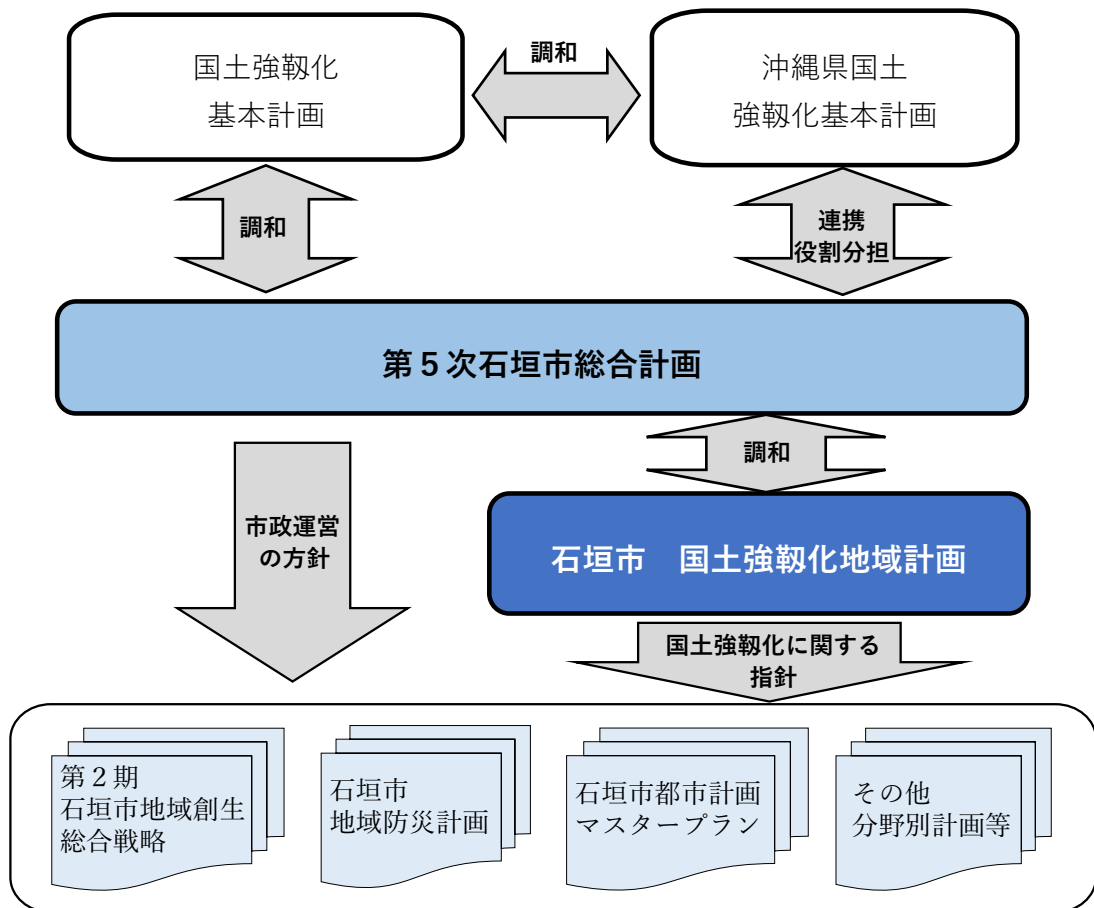 国土強靱化
基本計画
調和
沖縄県国土
強靱化基本計画
調和
連携
役割分担
第５次石垣市総合計画
調和
市政運営
の方針
石垣市　国土強靱化地域計画
国土強靱化に関する
指針
第２期
石垣市地域創生
総合戦略
石垣市
地域防災計画
石垣市都市計画
マスタープラン
その他
分野別計画等